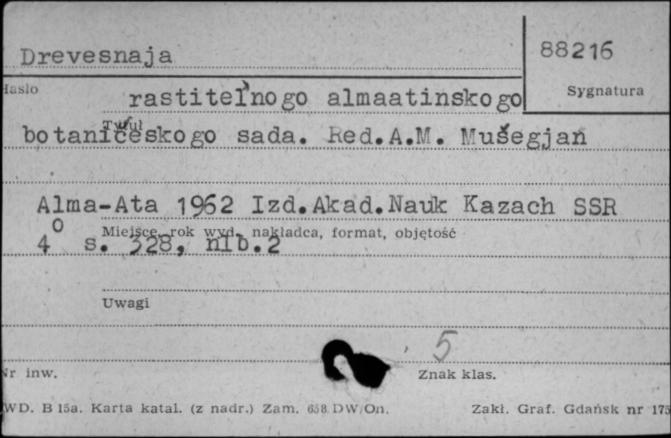 Drevesnaja
88216
Hasło
Sygnatura
rastitel'nogo almaatinskogo
Tytuł
botaničeskogo sada. Red.A.M. Mušegjan
Alma-Ata 1962 Izd.Akad.Nauk Kazach SSR
Miejsce, rok wyd., nakładca, format, objętość
4° s. 328, nlb.2
Uwagi
5
Nr inw.
Znak klas.
WD. B 15a. Karta katal. (z nadr.) Zam. 658 DW/On.
Zakł. Graf. Gdańsk nr 175